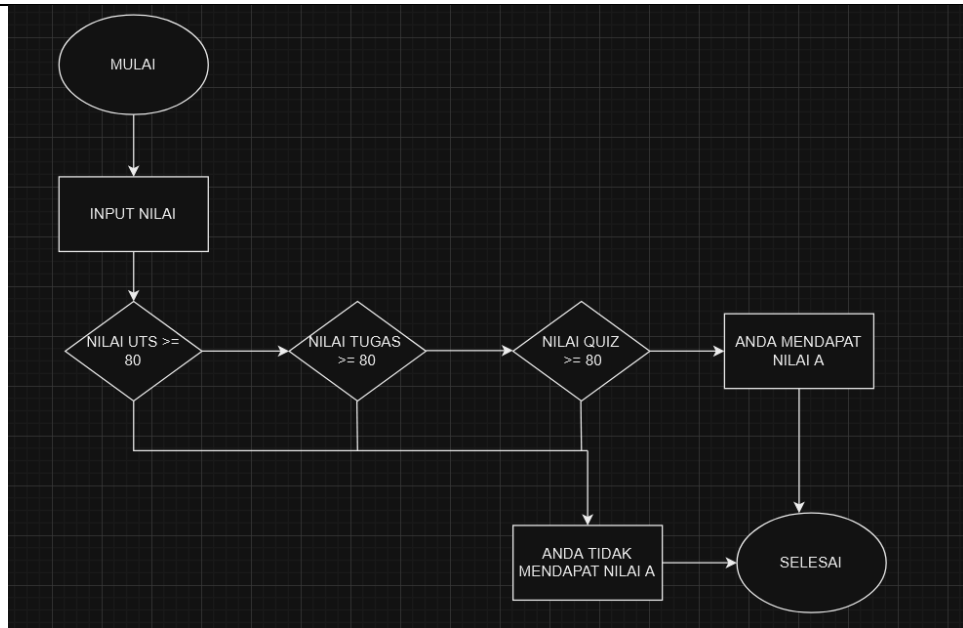 MULAI
INPUT NILAI
NILAI UTS >=
80
NILAI TUGAS
>= 80
NILAI QUIZ
>= 80
ANDA MENDAPAT
NILAI A
ANDA TIDAK
MENDAPAT NILAI A
SELESAI